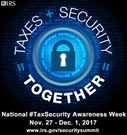 IRS
TAXES + SECURITY
TOGETHER
National #TaxSecurity Awareness Week
Nov. 27 - Dec. 1, 2017
www.irs.gov/securitysummit